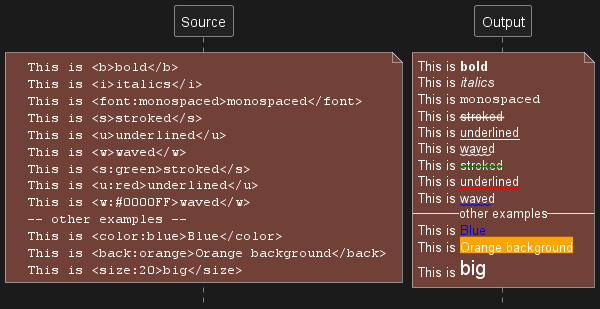 Source
This is <b>bold</b>
This is <i>italics</i>
This is <font:monospaced>monospaced</font>
This is <s>stroked</s>
This is <u>underlined</u>
This is <w>waved</w>
This is <s:green>stroked</s>
This is <u:red>underlined</u>
This is <w:#0000FF>waved</w>
-- other examples --
This is <color:blue>Blue</color>
This is <back:orange>Orange background</back>
This is <size:20>big</size>
Output
This is bold
This is italics
This is monospaced
This is stroked
This is underlined
This is waved
This is stroked
This is underlined
This is waved
other examples
This is Blue
This is Orange background
This is big